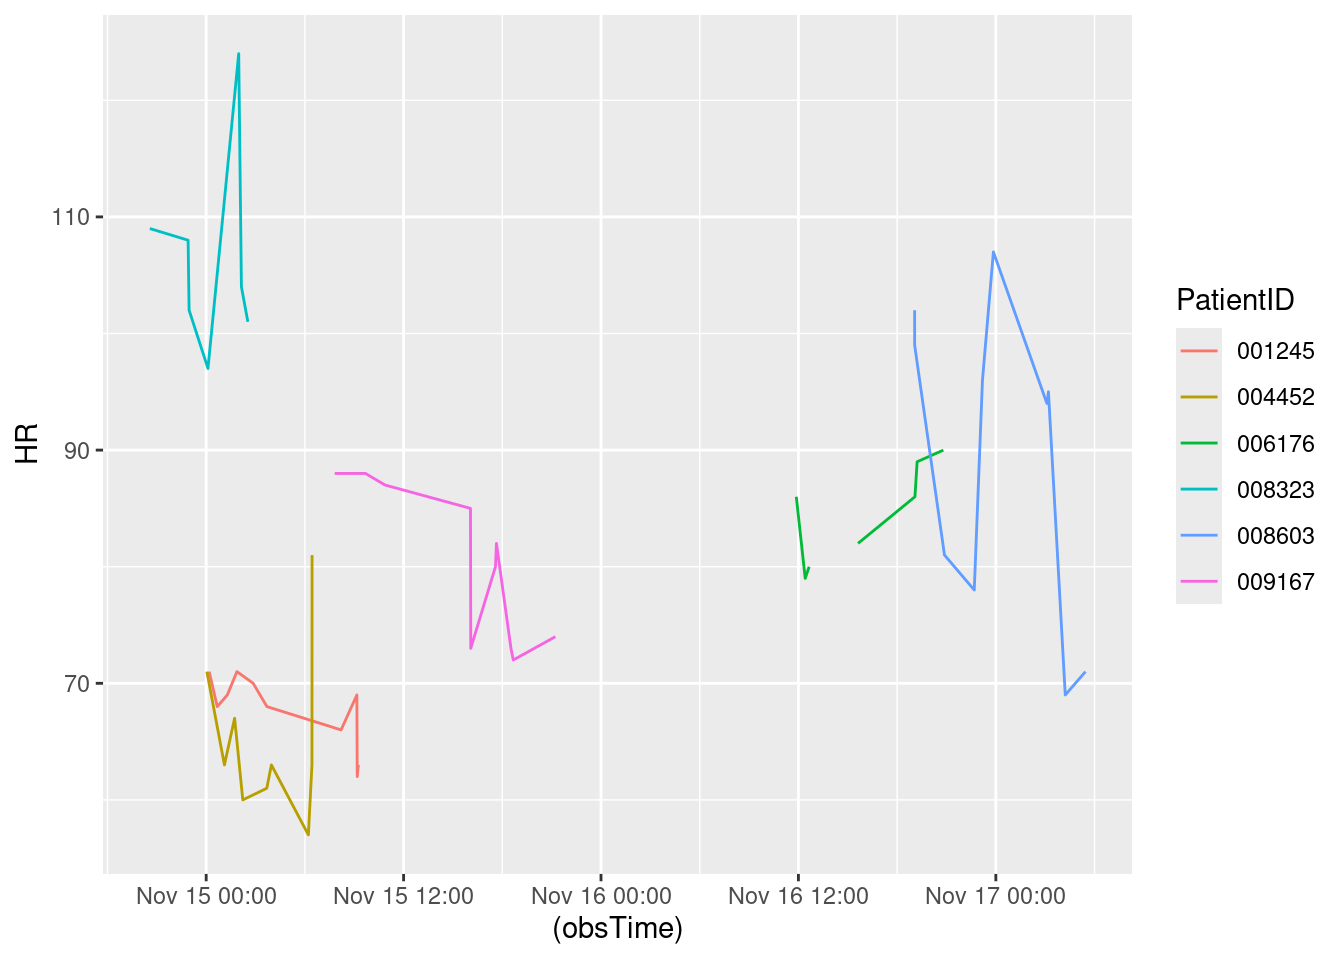 110
90
70
HR
Nov 15 00:00
Nov 15 12:00
Nov 16 00:00
Nov 16 12:00
Nov 17 00:00
(obsTime)
PatientID
001245
004452
006176
008323
008603
009167